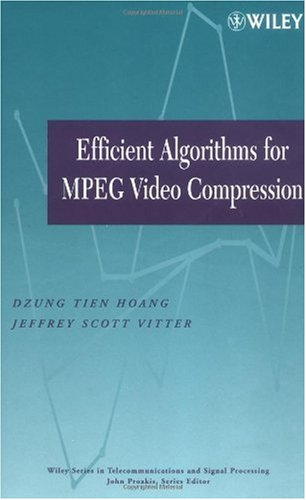 WILEY
Efficient Algorithms for
MPEG Video Compression
DZUNG TIEN HOANG
JEFFREY SCOTT VITTER
Wiley Series in Telecommunications and Signal Processing
John Proakis, Series Editor